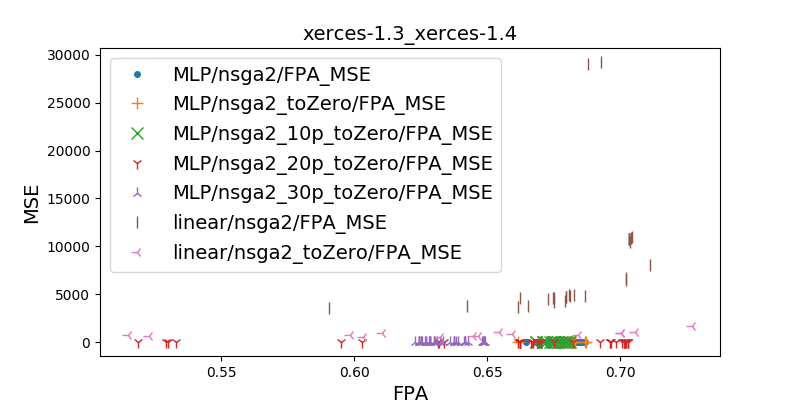 xerces-1.3_xerces-1.4
30000
25000
20000
15000
10000
5000
0
MSE
MLP/nsga2/FPA_MSE
MLP/nsga2_toZero/FPA_MSE
MLP/nsga2_10p_toZero/FPA_MSE
MLP/nsga2_20p_toZero/FPA_MSE
MLP/nsga2_30p_toZero/FPA_MSE
linear/nsga2/FPA_MSE
linear/nsga2_toZero/FPA_MSE
0.55 0.60 0.65 0.70
FPA